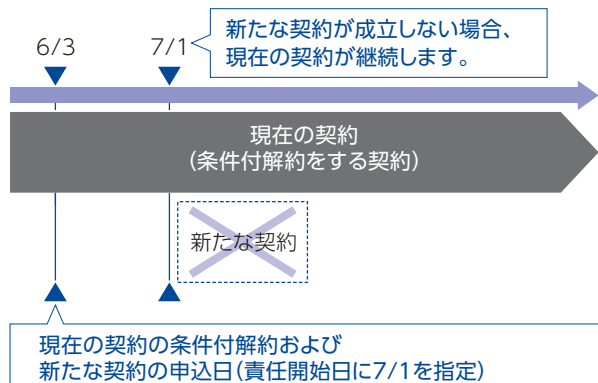 6/3
7/1
新たな契約が成立しない場合、
現在の契約が継続します。
現在の契約
(条件付解約をする契約)
新たな契約
現在の契約の条件付解約および
新たな契約の申込日(責任開始日に7/1を指定)